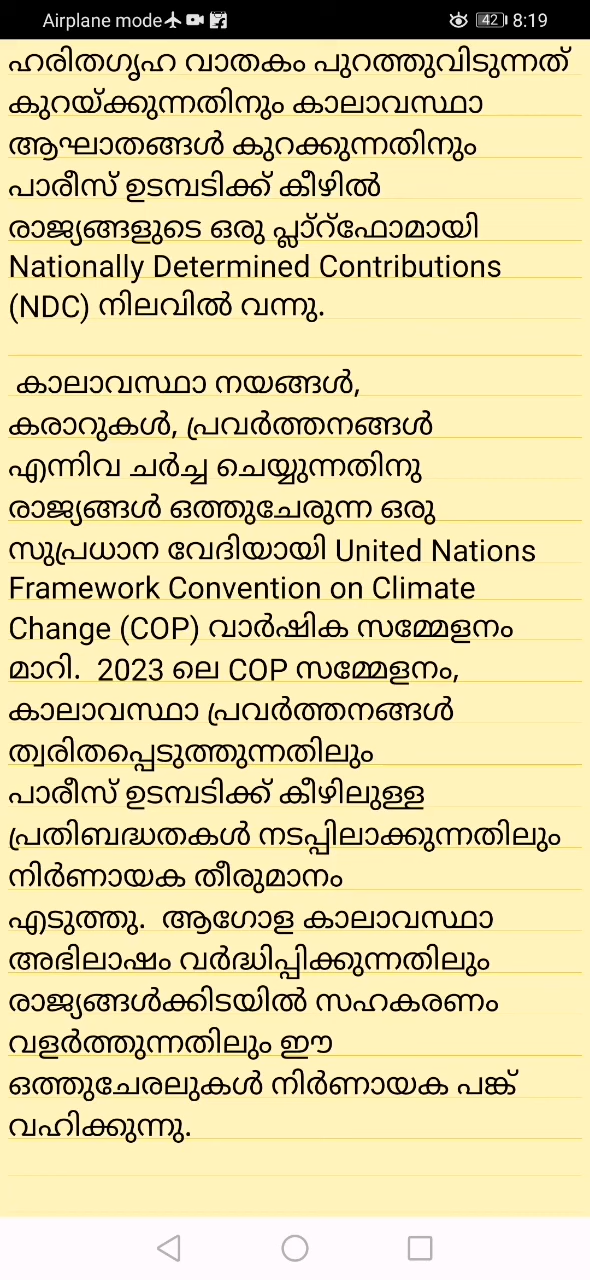 Airplane mode 42 8:19
ഹരിതഗൃഹ വാതകം പുറത്തുവിടുന്നത്
കുറയ്ക്കുന്നതിനും കാലാവസ്ഥാ
ആഘാതങ്ങൾ കുറക്കുന്നതിനും
പാരീസ് ഉടമ്പടിക്ക് കീഴിൽ
രാജ്യങ്ങളുടെ ഒരു പ്ലാ്റ്ഫോമായി
Nationally Determined Contributions
(NDC) നിലവിൽ വന്നു.
കാലാവസ്ഥാ നയങ്ങൾ,
കരാറുകൾ, പ്രവർത്തനങ്ങൾ
എന്നിവ ചർച്ച ചെയ്യുന്നതിനു
രാജ്യങ്ങൾ ഒത്തുചേരുന്ന ഒരു
സുപ്രധാന വേദിയായി United Nations
Framework Convention on Climate
Change (COP) വാർഷിക സമ്മേളനം
മാറി. 2023 ലെ COP സമ്മേളനം,
കാലാവസ്ഥാ പ്രവർത്തനങ്ങൾ
ത്വരിതപ്പെടുത്തുന്നതിലും
പാരീസ് ഉടമ്പടിക്ക് കീഴിലുള്ള
പ്രതിബദ്ധതകൾ നടപ്പിലാക്കുന്നതിലും
നിർണായക തീരുമാനം
എടുത്തു. ആഗോള കാലാവസ്ഥാ
അഭിലാഷം വർദ്ധിപ്പിക്കുന്നതിലും
രാജ്യങ്ങൾക്കിടയിൽ സഹകരണം
വളർത്തുന്നതിലും ഈ
ഒത്തുചേരലുകൾ നിർണായക പങ്ക്
വഹിക്കുന്നു.